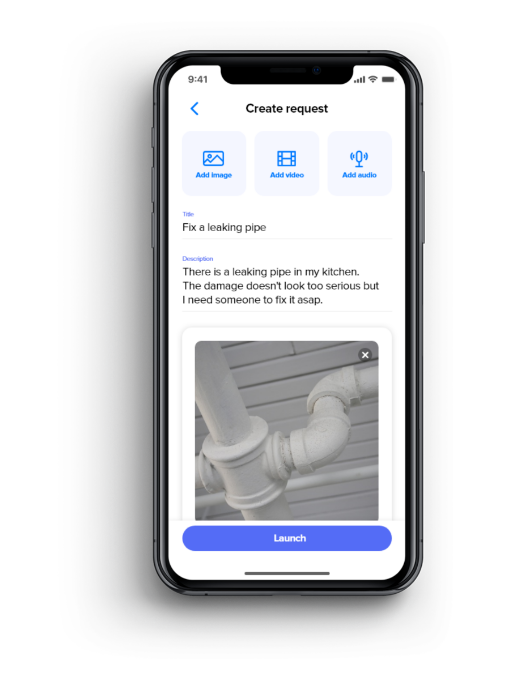 9:41
Create request
Add image
Add video
Add audio
Title
Fix a leaking pipe
Description
There is a leaking pipe in my kitchen.
The damage doesn't look too serious but
I need someone to fix it asap.
Launch